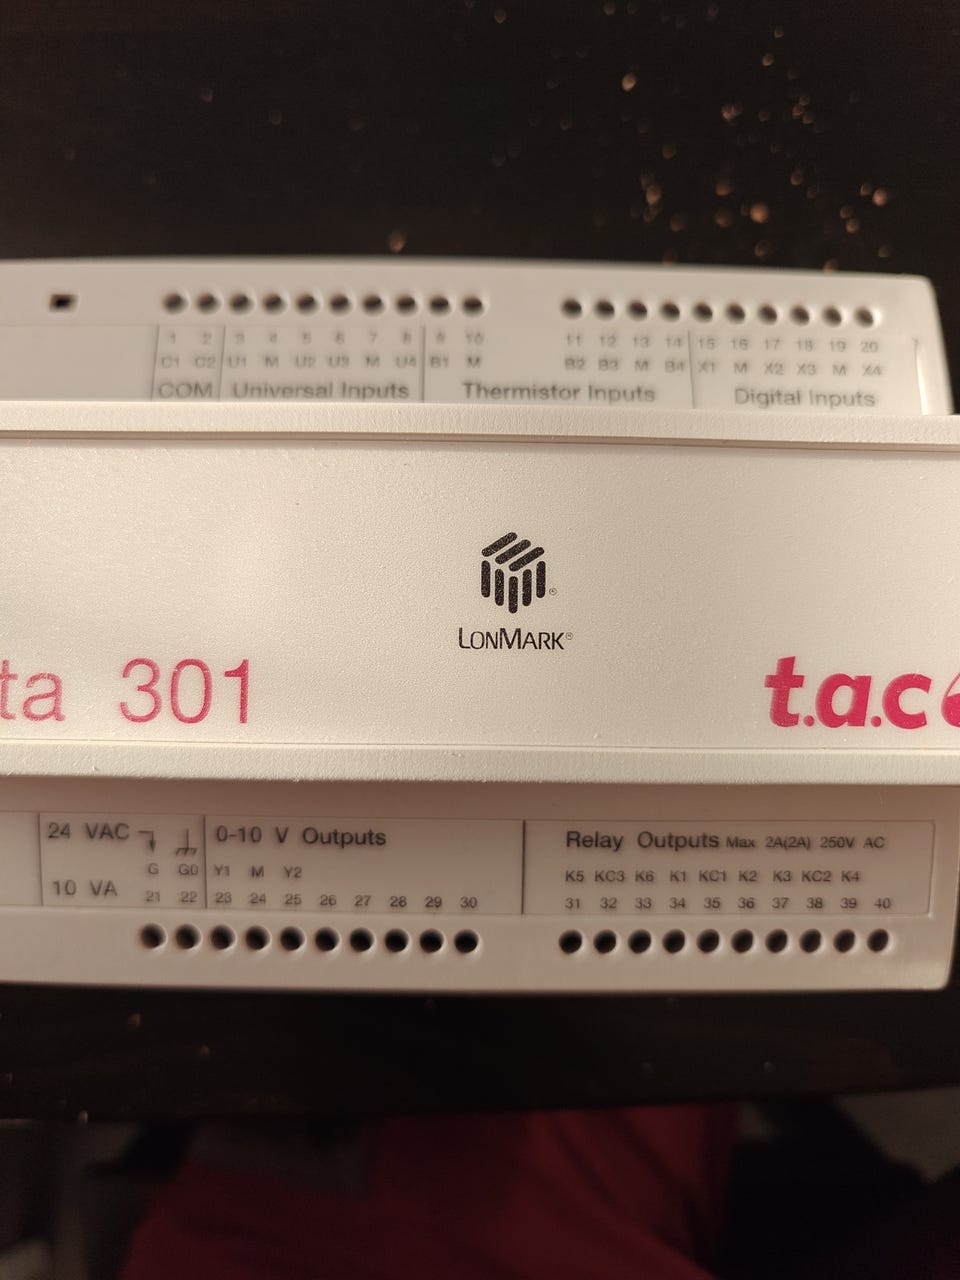 1 2 3 4 5 6 7 8 9 10 11 12 13 14 15 16 17 18 19 20
C1 C2 U1 M U2 U3 M U4 B1 M B2 B3 M B4 X1 M X2 X3 M X4
COM Universal Inputs Thermistor Inputs Digital Inputs
®
LONMARK®
ta 301
t.a.c
24 VAC 0-10 V Outputs Relay Outputs Max 2A(2A) 250V AC
G G0 Y1 M Y2 K5 KC3 K6 K1 KC1 K2 K3 KC2 K4
10 VA 21 22 23 24 25 26 27 28 29 30 31 32 33 34 35 36 37 38 39 40